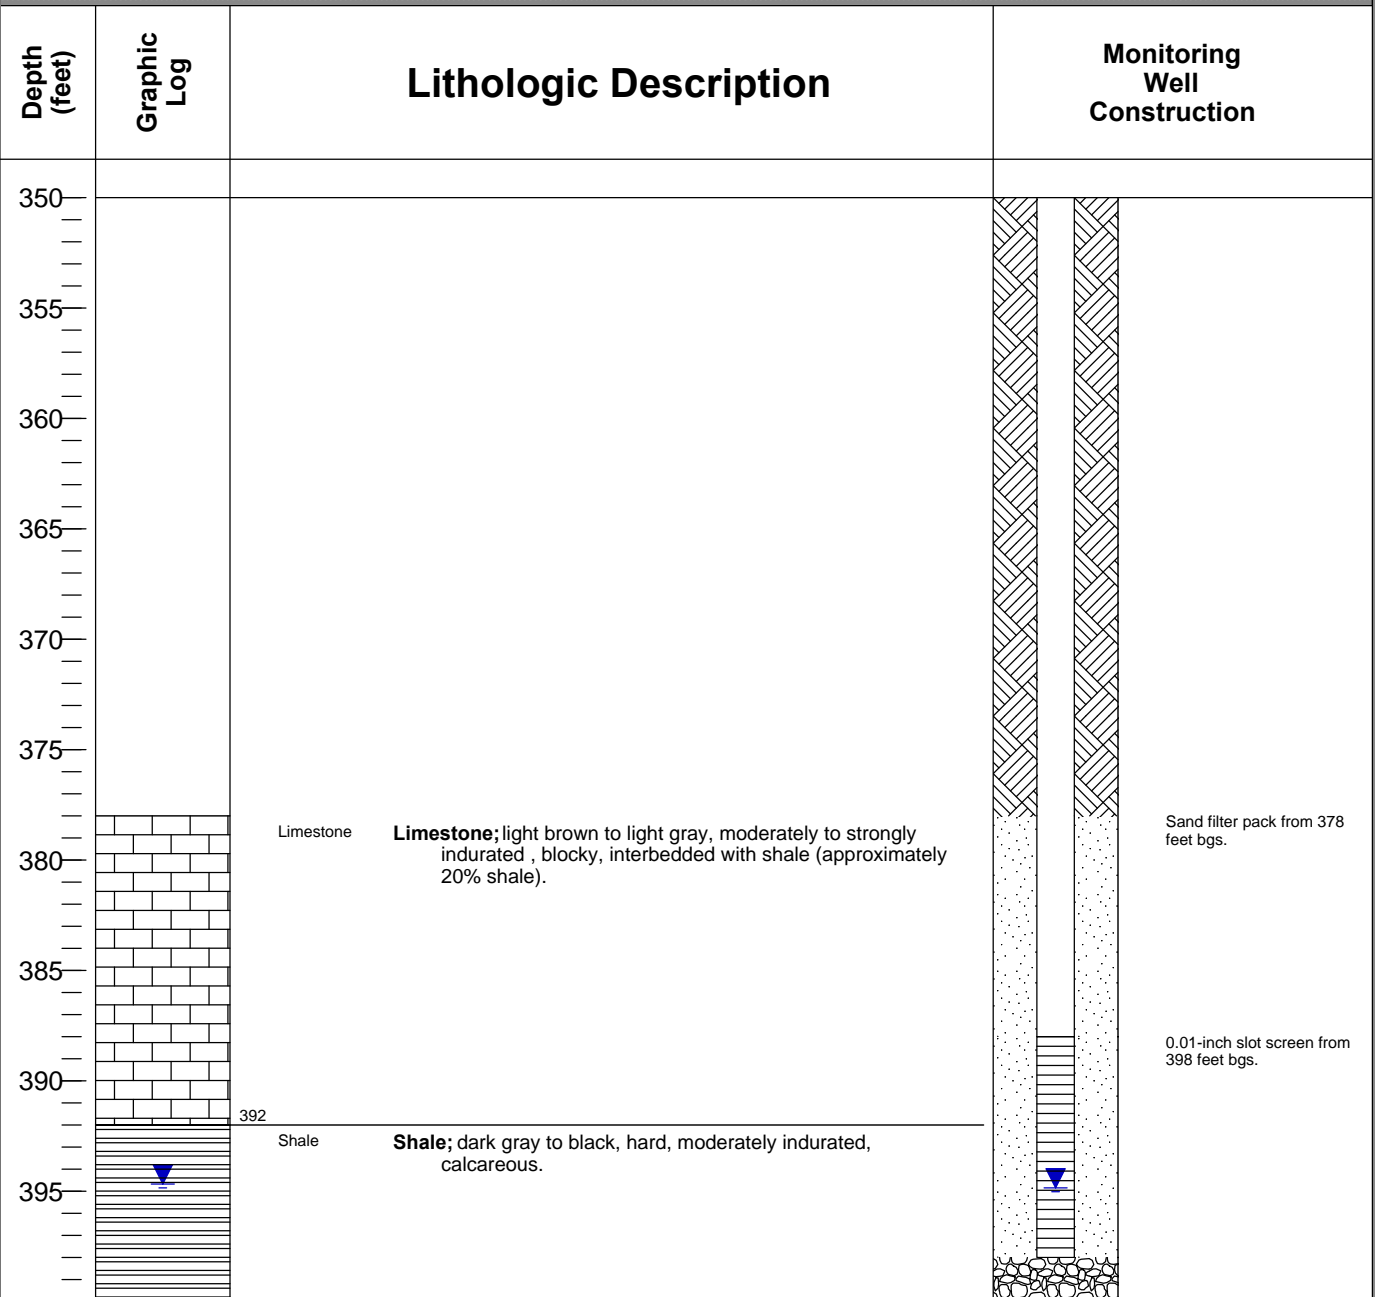 Depth
(feet)
Graphic
Log
Lithologic Description
Monitoring
Well
Construction
350
355
360
365
370
375
Limestone
Limestone; light brown to light gray, moderately to strongly
indurated , blocky, interbedded with shale (approximately
20% shale).
Sand filter pack from 378
feet bgs.
380
385
0.01-inch slot screen from
398 feet bgs.
390
392
Shale
Shale; dark gray to black, hard, moderately indurated,
calcareous.
395